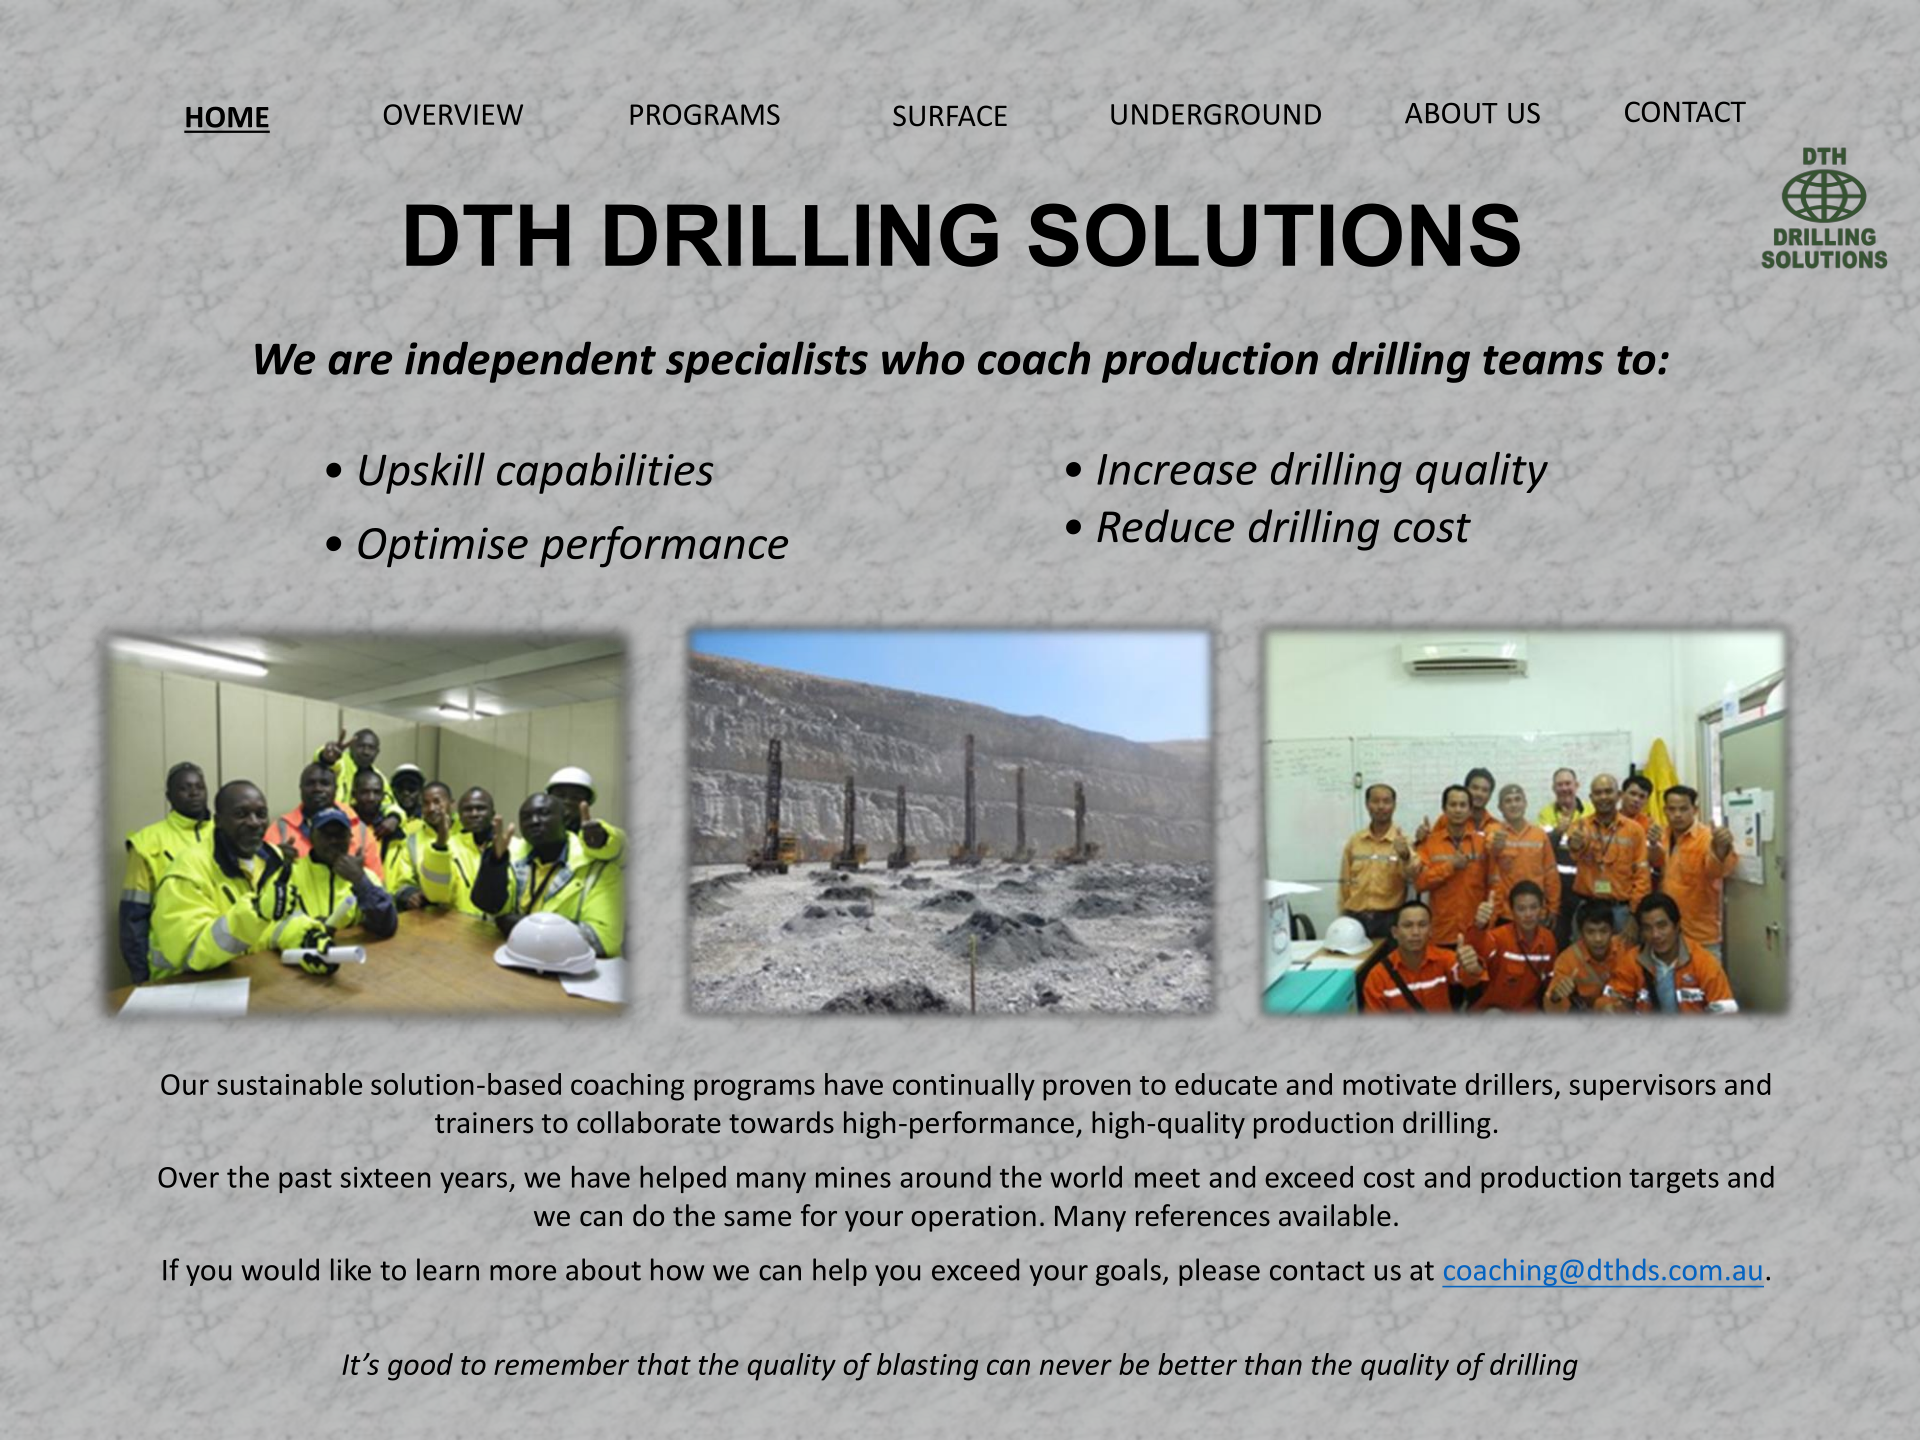 HOME
OVERVIEW
PROGRAMS
SURFACE
UNDERGROUND
ABOUT US
CONTACT
DTH
DRILLING
SOLUTIONS
DTH DRILLING SOLUTIONS
We are independent specialists who coach production drilling teams to:
• Upskill capabilities
• Optimise performance
• Increase drilling quality
• Reduce drilling cost
Our sustainable solution-based coaching programs have continually proven to educate and motivate drillers, supervisors and
trainers to collaborate towards high-performance, high-quality production drilling.
Over the past sixteen years, we have helped many mines around the world meet and exceed cost and production targets and
we can do the same for your operation. Many references available.
If you would like to learn more about how we can help you exceed your goals, please contact us at coaching@dthds.com.au.
It’s good to remember that the quality of blasting can never be better than the quality of drilling